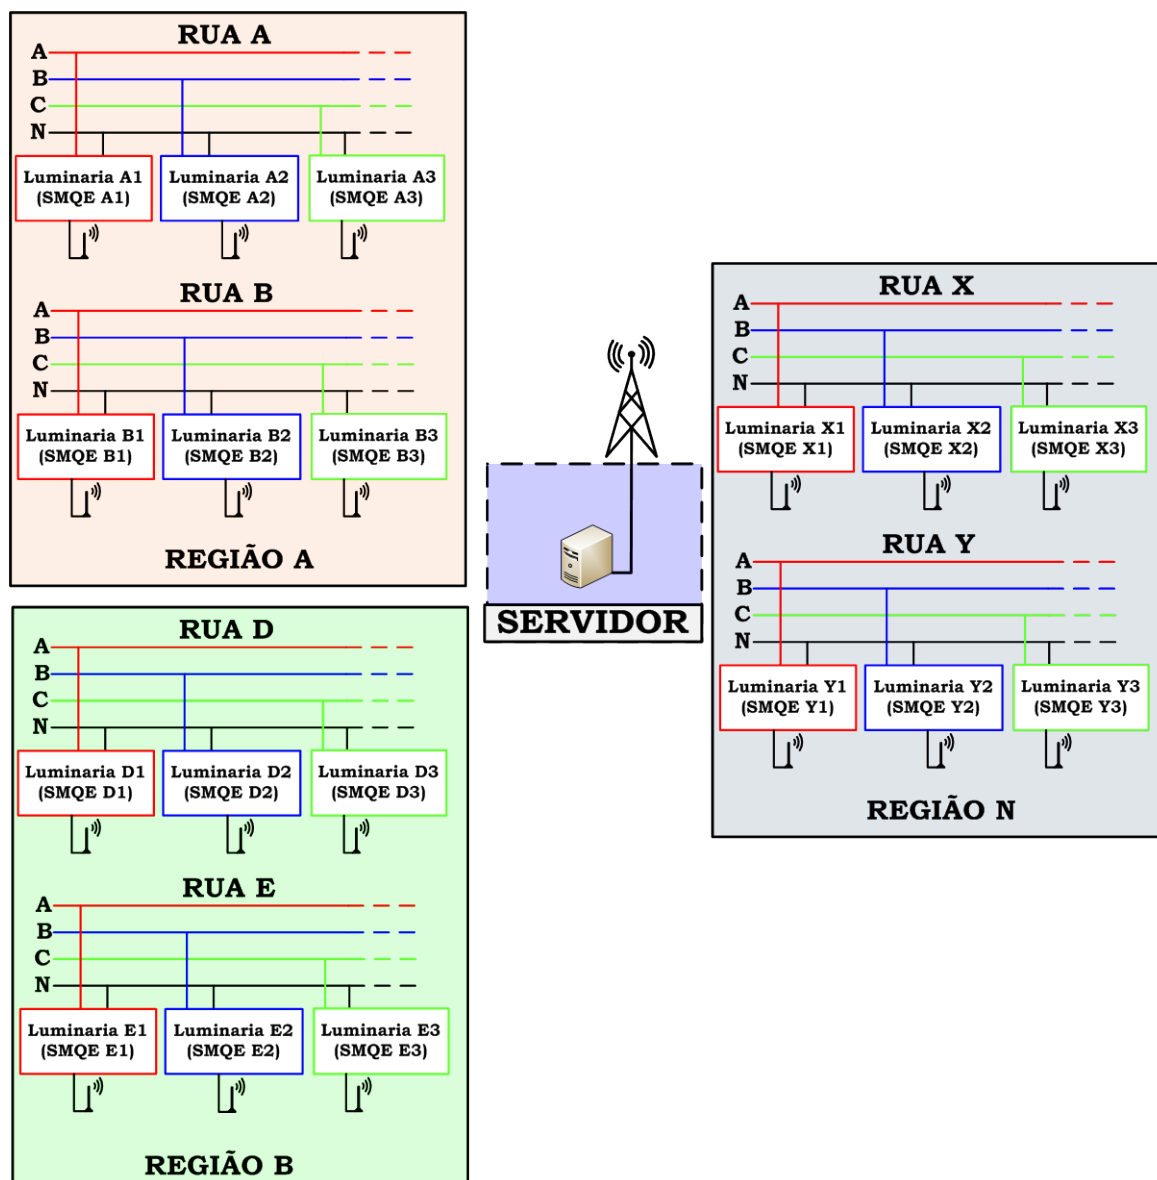 RUA A
A
B
C
N
Luminaria A1
(SMQE A1)
Luminaria A2
(SMQE A2)
Luminaria A3
(SMQE A3)
RUA B
A
B
C
N
Luminaria B1
(SMQE B1)
Luminaria B2
(SMQE B2)
Luminaria B3
(SMQE B3)
REGIÃO A
RUA D
A
B
C
N
Luminaria D1
(SMQE D1)
Luminaria D2
(SMQE D2)
Luminaria D3
(SMQE D3)
RUA E
A
B
C
N
Luminaria E1
(SMQE E1)
Luminaria E2
(SMQE E2)
Luminaria E3
(SMQE E3)
REGIÃO B
SERVIDOR
RUA X
A
B
C
N
Luminaria X1
(SMQE X1)
Luminaria X2
(SMQE X2)
Luminaria X3
(SMQE X3)
RUA Y
A
B
C
N
Luminaria Y1
(SMQE Y1)
Luminaria Y2
(SMQE Y2)
Luminaria Y3
(SMQE Y3)
REGIÃO N